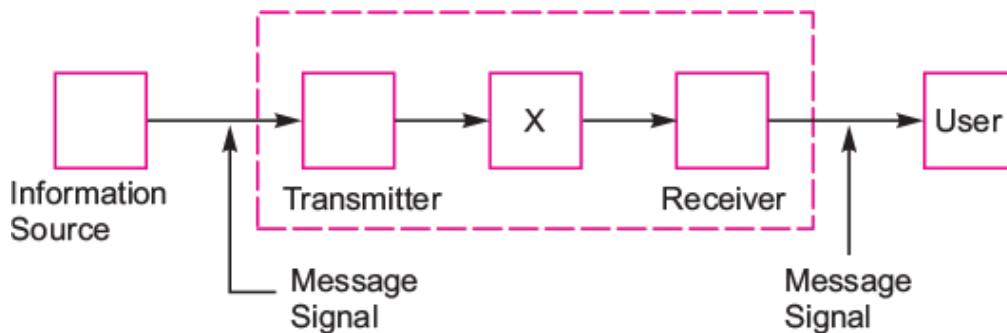 X
User
Information
Source
Transmitter
Receiver
Message
Signal
Message
Signal